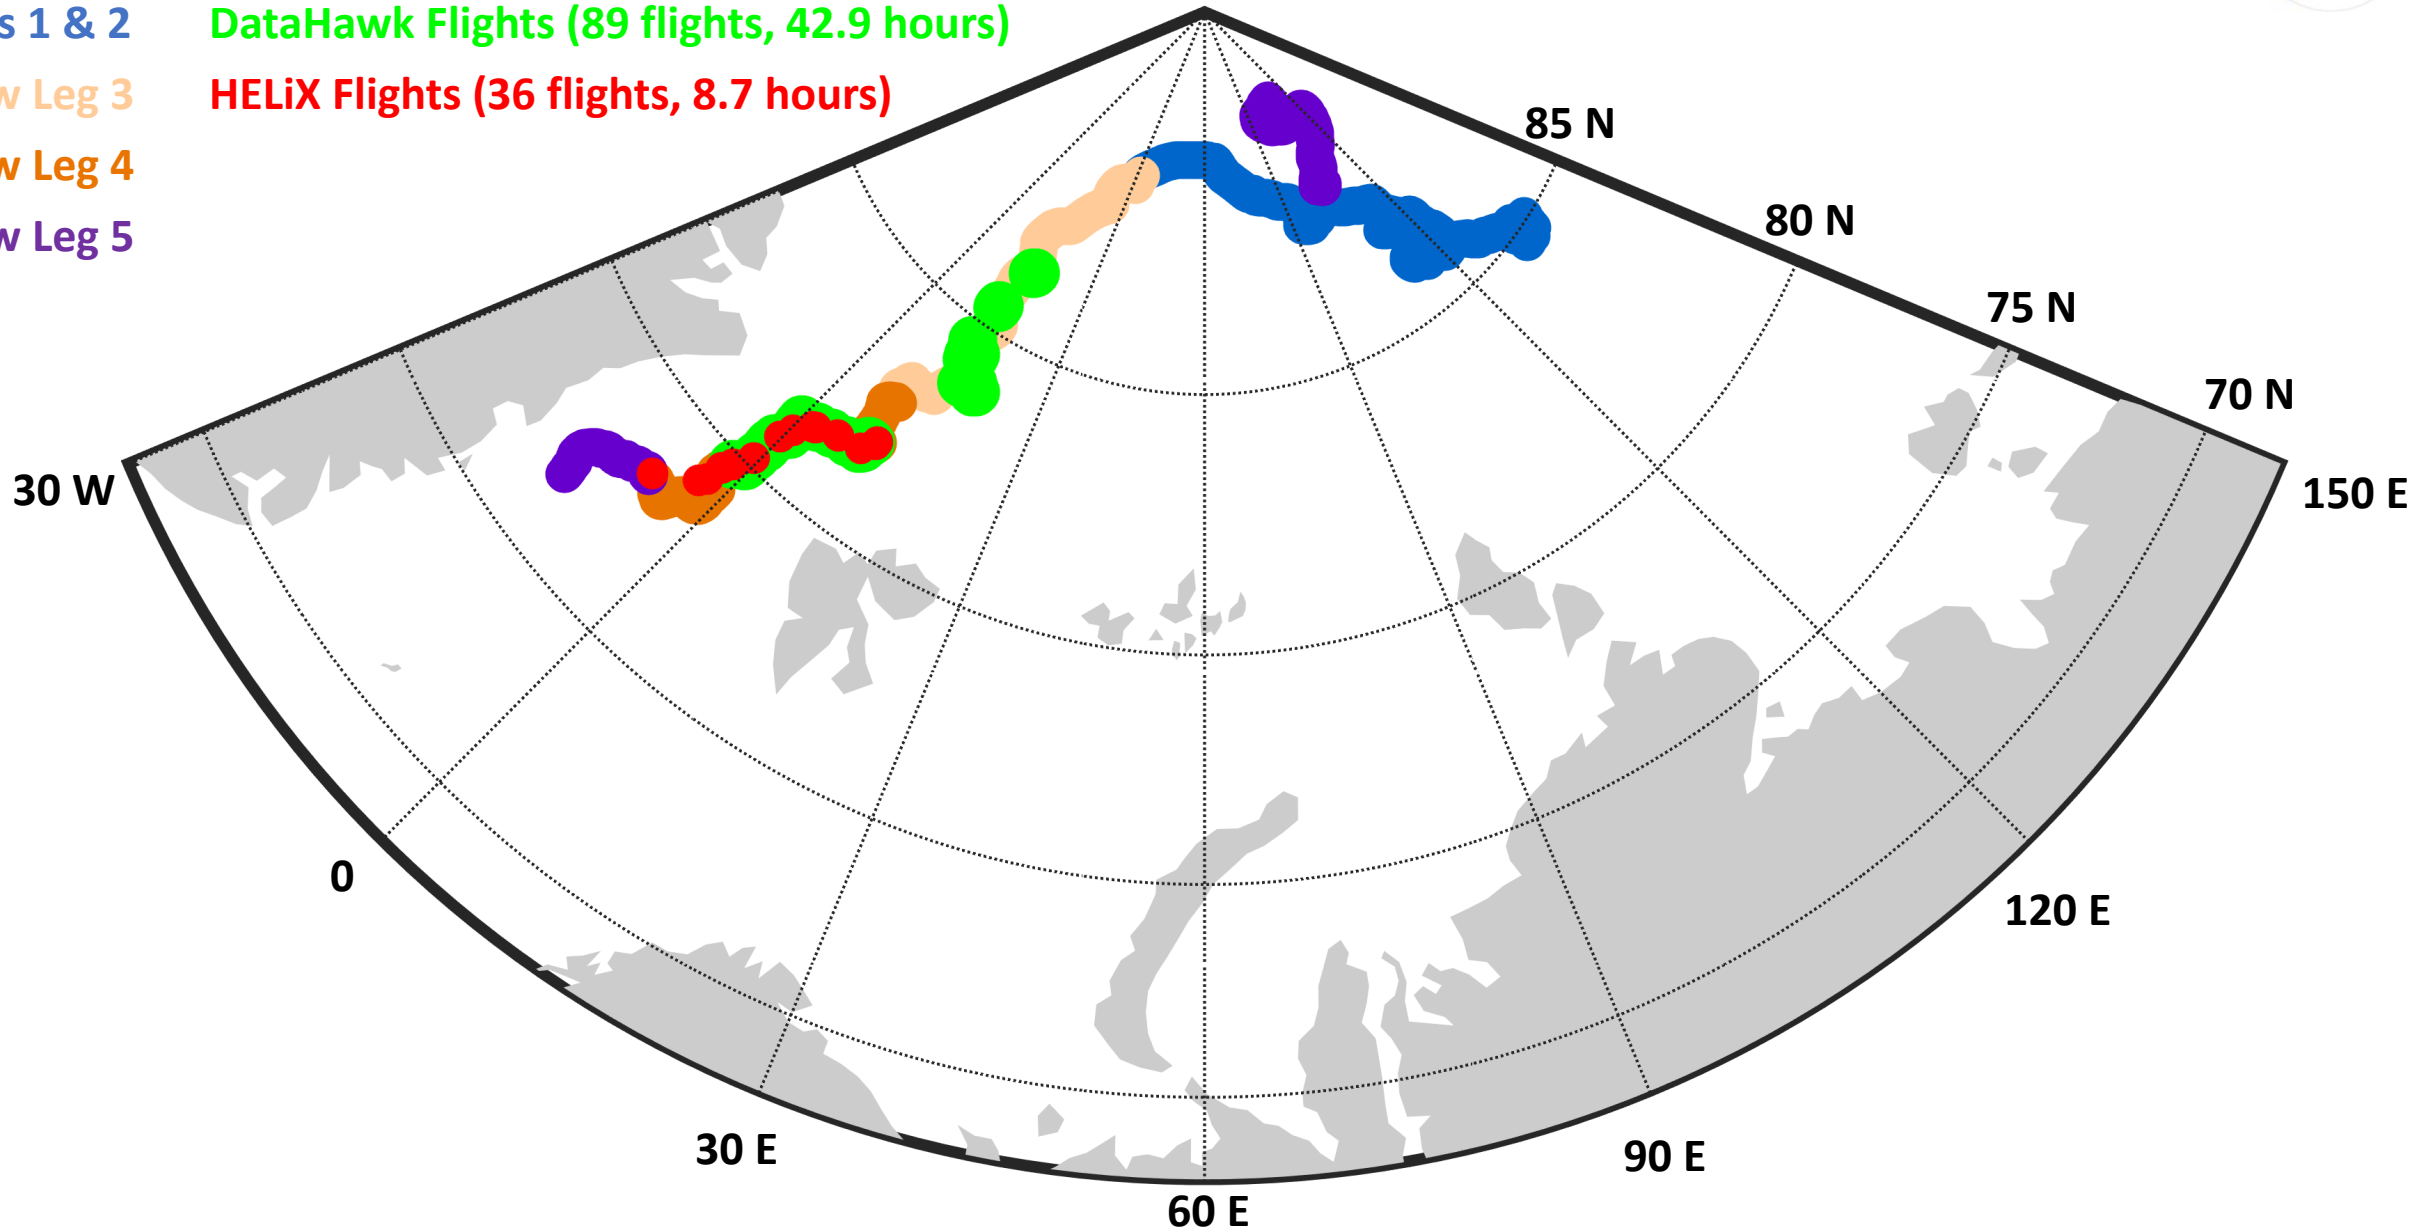 s 1 & 2
DataHawk Flights (89 flights, 42.9 hours)
w Leg 3
HELiX Flights (36 flights, 8.7 hours)
w Leg 4
w Leg 5
85 N
80 N
75 N
70 N
30 W
150 E
0
120 E
30 E
90 E
60 E